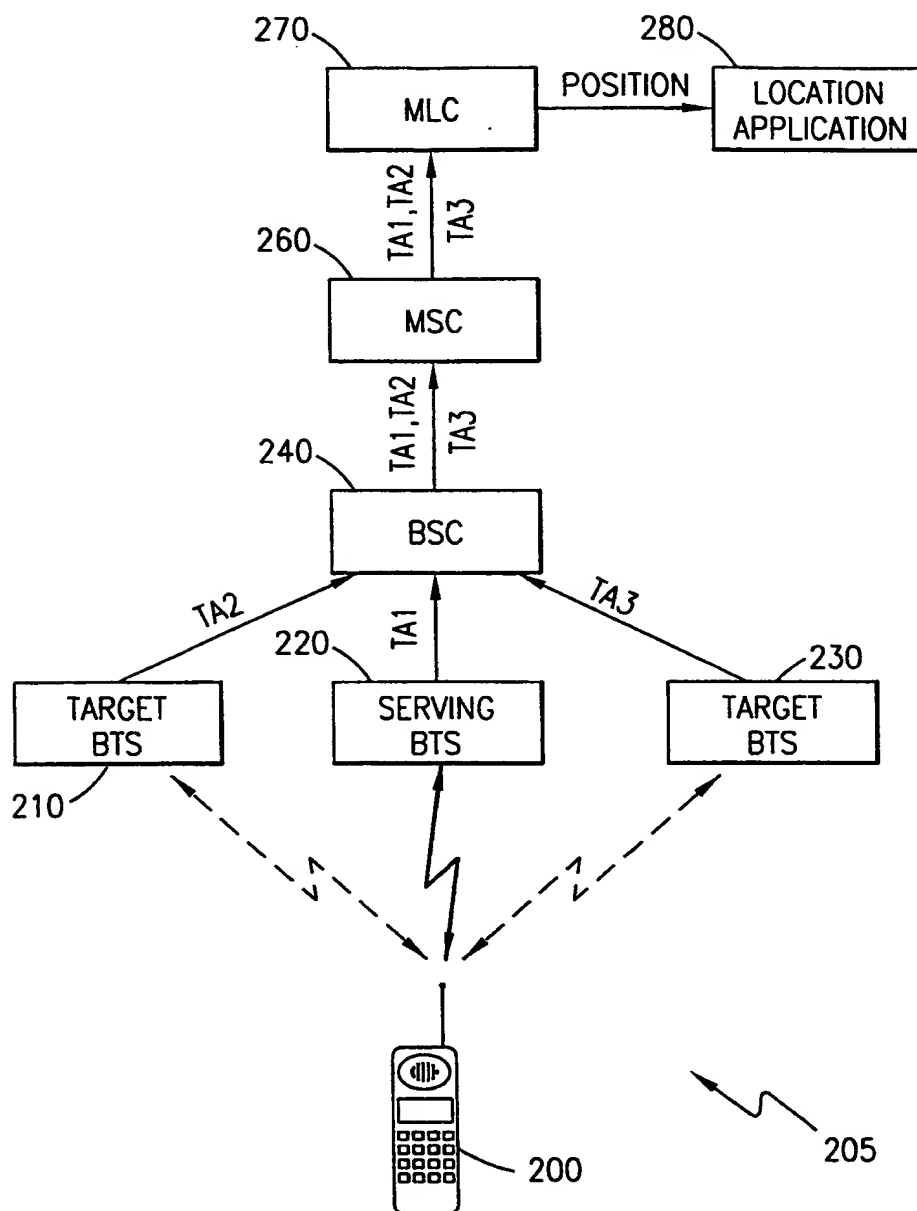 270
280
MLC
POSITION
LOCATION
APPLICATION
TA1,TA2
TA3
260
MSC
TA1,TA2
TA3
240
BSC
TA2
TA1
TA3
220
230
TARGET
BTS
SERVING
BTS
TARGET
BTS
210
200
205